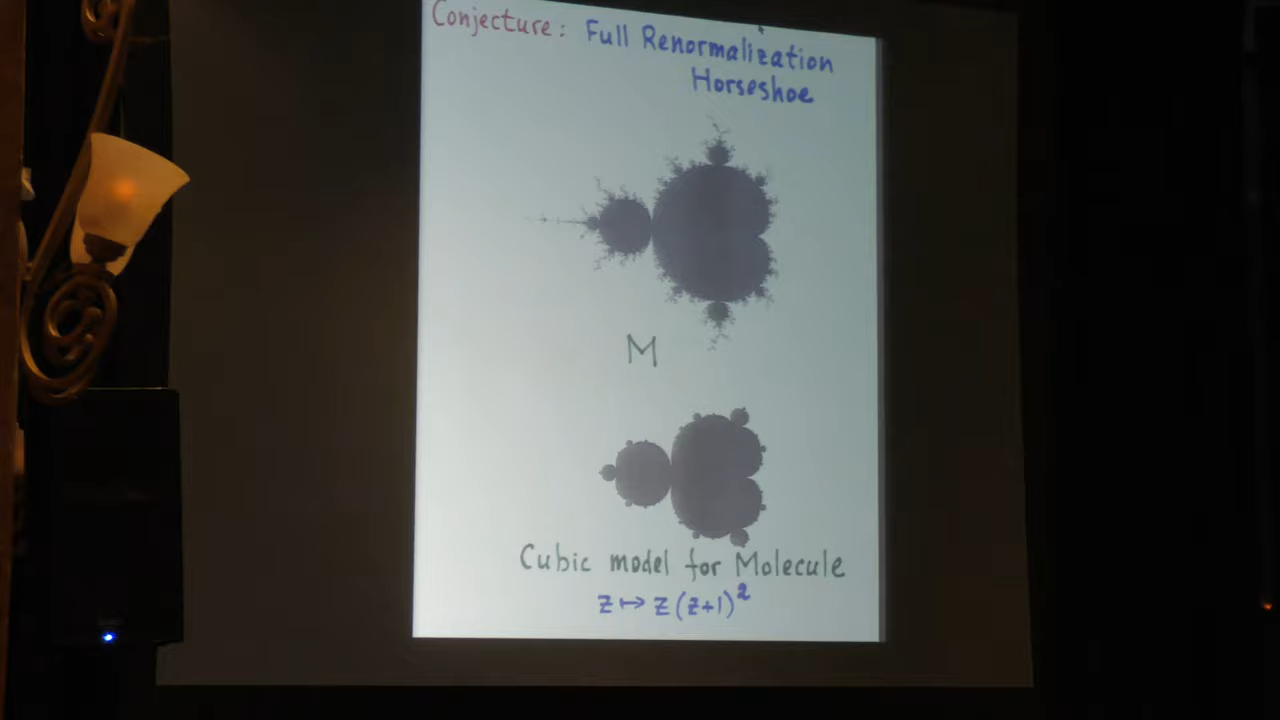 Conjecture: Full Renormalization
Horseshoe
M
Cubic model for Molecule
z ↦ z(z+1)²